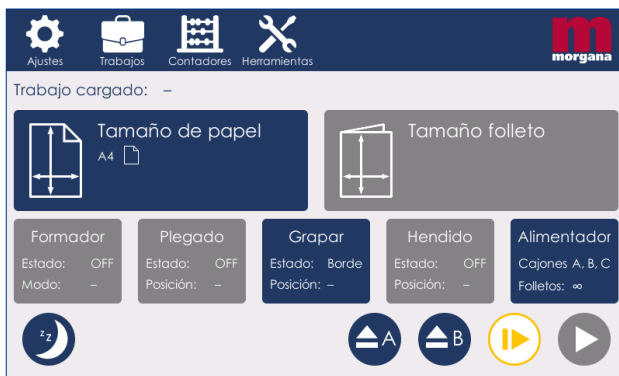 Ajustes
Trabajos
Contadores
Herramientas
morgana
Trabajo cargado: –
Tamaño de papel
A4
Tamaño folleto
Formador
Estado: OFF
Modo: –
Plegado
Estado: OFF
Posición: –
Grapar
Estado: Borde
Posición: –
Hendido
Estado: OFF
Posición: –
Alimentador
Cajones A, B, C
Folletos: ∞
zz
A
B